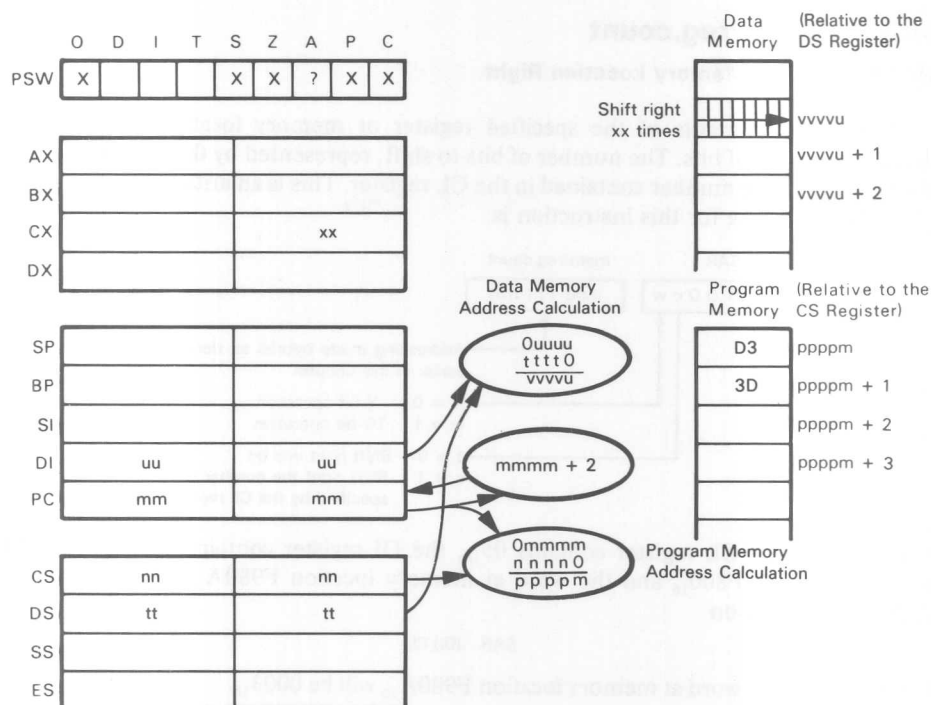 O D I T S Z A P C
PSW X X ? X X
AX
BX
CX xx
DX
SP
BP
SI
DI uu uu
PC mm mm
CS nn nn
DS tt tt
SS
ES
Data Memory
Address Calculation
0uuuu
tttt0
vvvvu
mmmm + 2
0mmmm
nnnn0
ppppm
Program Memory
Address Calculation
Data
Memory
(Relative to the
DS Register)
Shift right
xx times
vvvvu
vvvvu + 1
vvvvu + 2
Program
Memory
(Relative to the
CS Register)
D3 ppppm
3D ppppm + 1
ppppm + 2
ppppm + 3